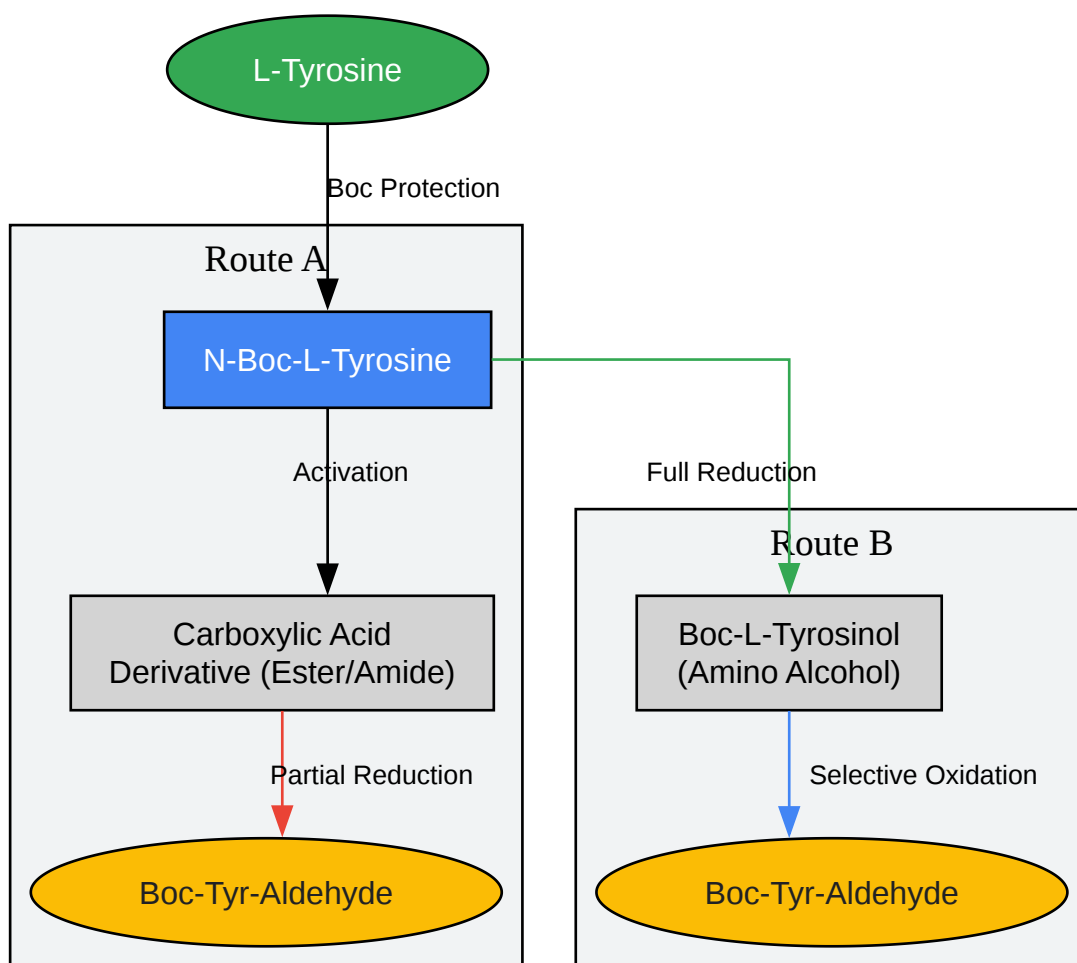 L-Tyrosine
Boc Protection
Route A
N-Boc-L-Tyrosine
Activation
Full Reduction
Route B
Carboxylic Acid
Derivative (Ester/Amide)
Boc-L-Tyrosinol
(Amino Alcohol)
Partial Reduction
Selective Oxidation
Boc-Tyr-Aldehyde
Boc-Tyr-Aldehyde